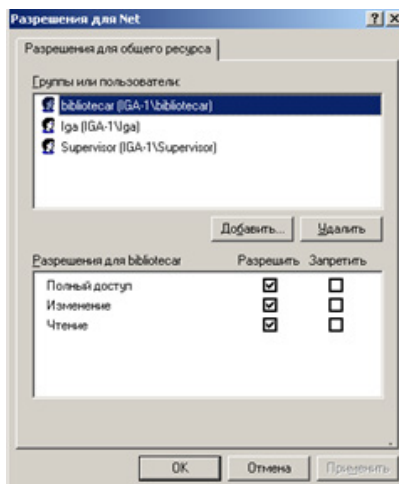 Разрешения для Net
Разрешения для общего ресурса
Группы или пользователи:
bibliotecar (IGA-1\bibliotecar)
Iga (IGA-1\Iga)
Supervisor (IGA-1\Supervisor)
Добавить... Удалить
Разрешения для bibliotecar Разрешить Запретить
Полный доступ
Изменение
Чтение
OK Отмена Применить